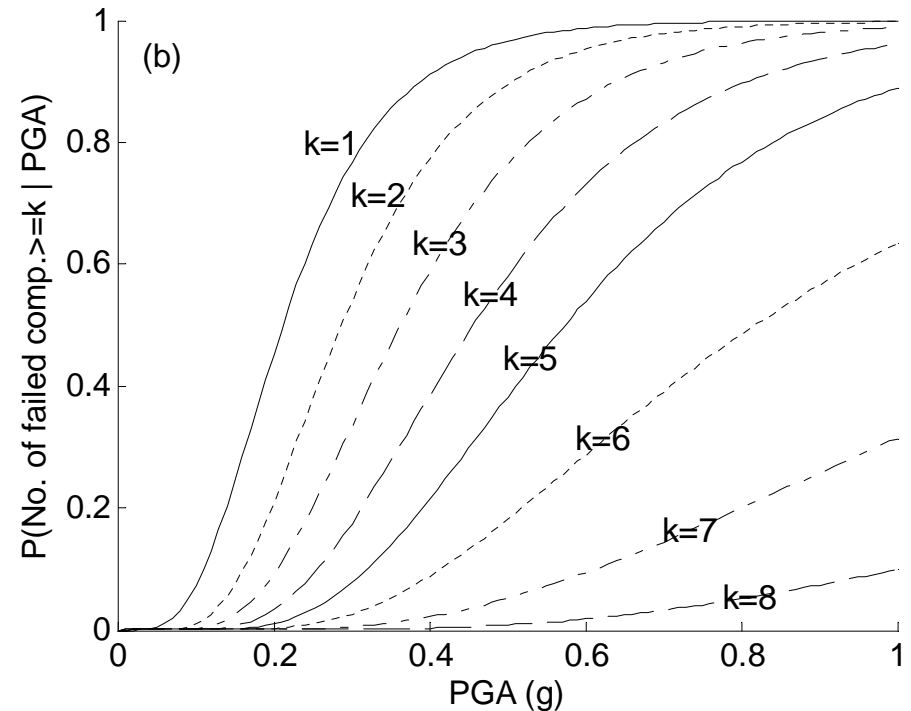 (b)
P(No. of failed comp.>=k | PGA)
1
0.8
0.6
0.4
0.2
0
k=1
k=2
k=3
k=4
k=5
k=6
k=7
k=8
0 0.2 0.4 0.6 0.8 1
PGA (g)